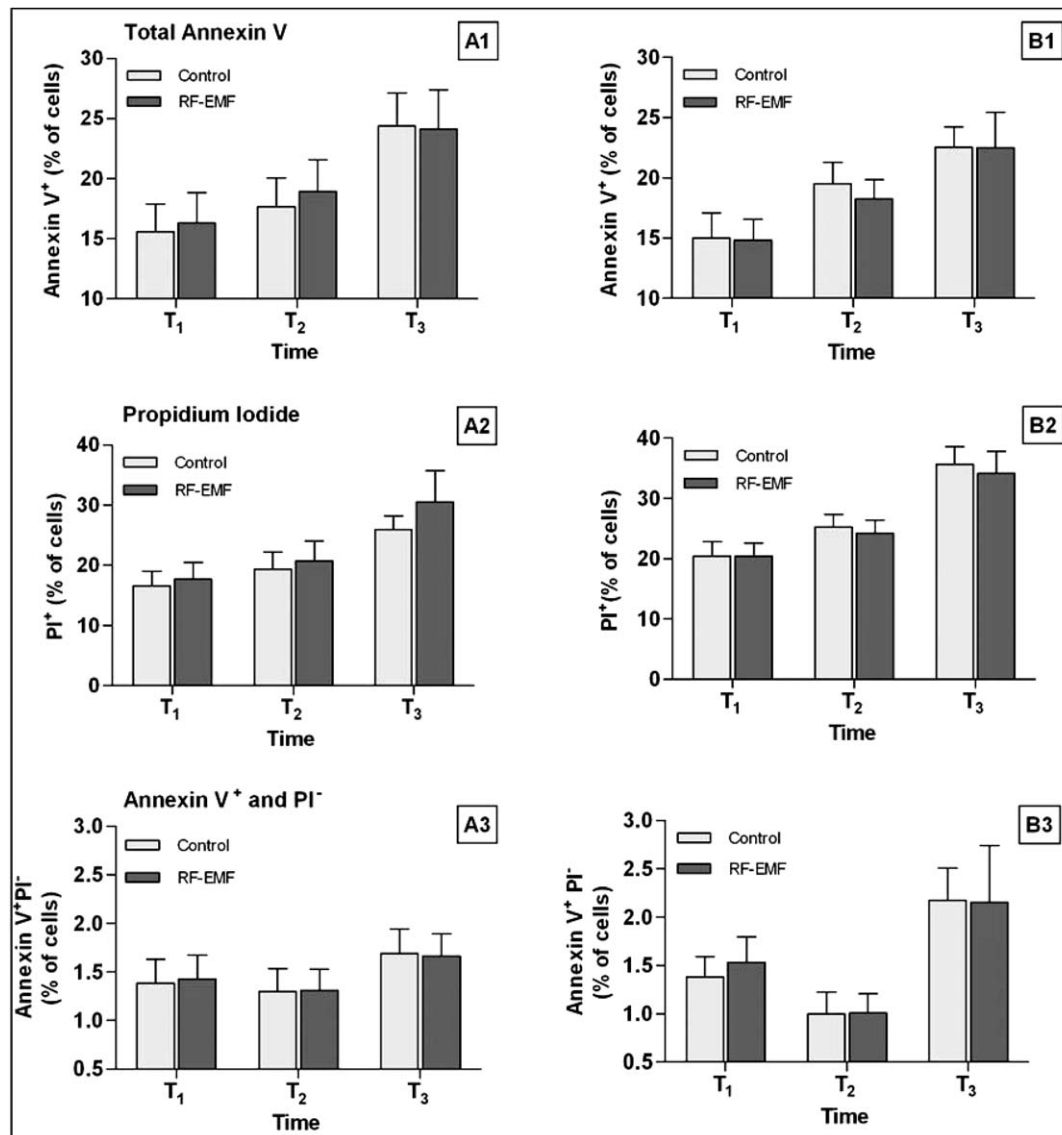 Total Annexin V
A1
30
25
20
15
10
Annexin V⁺ (% of cells)
Control
RF-EMF
T₁ T₂ T₃
Time
B1
30
25
20
15
10
Annexin V⁺ (% of cells)
Control
RF-EMF
T₁ T₂ T₃
Time
Propidium Iodide
A2
40
30
20
10
0
PI⁺ (% of cells)
Control
RF-EMF
T₁ T₂ T₃
Time
B2
40
30
20
10
0
PI⁺(% of cells)
Control
RF-EMF
T₁ T₂ T₃
Time
Annexin V⁺ and PI⁻
A3
3.0
2.5
2.0
1.5
1.0
0.5
Annexin V⁺PI⁻
(% of cells)
Control
RF-EMF
T₁ T₂ T₃
Time
B3
3.0
2.5
2.0
1.5
1.0
0.5
Annexin V⁺ PI⁻
(% of cells)
Control
RF-EMF
T₁ T₂ T₃
Time